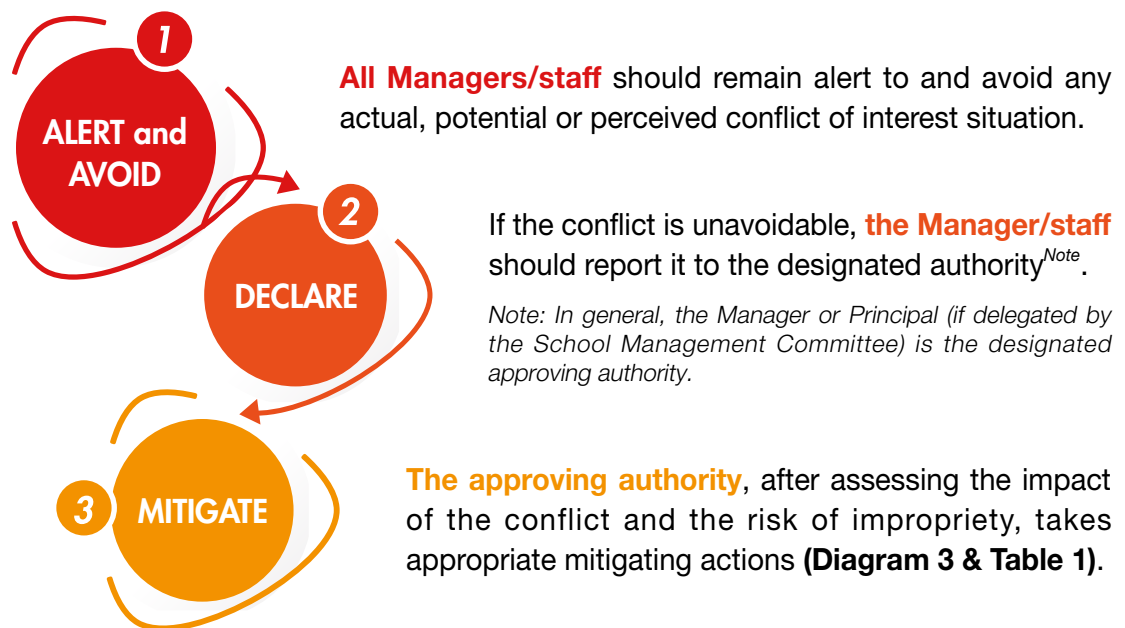 1
ALERT and
AVOID
All Managers/staff should remain alert to and avoid any
actual, potential or perceived conflict of interest situation.
2
DECLARE
If the conflict is unavoidable, the Manager/staff
should report it to the designated authorityNote.
Note: In general, the Manager or Principal (if delegated by
the School Management Committee) is the designated
approving authority.
3
MITIGATE
The approving authority, after assessing the impact
of the conflict and the risk of impropriety, takes
appropriate mitigating actions (Diagram 3 & Table 1).